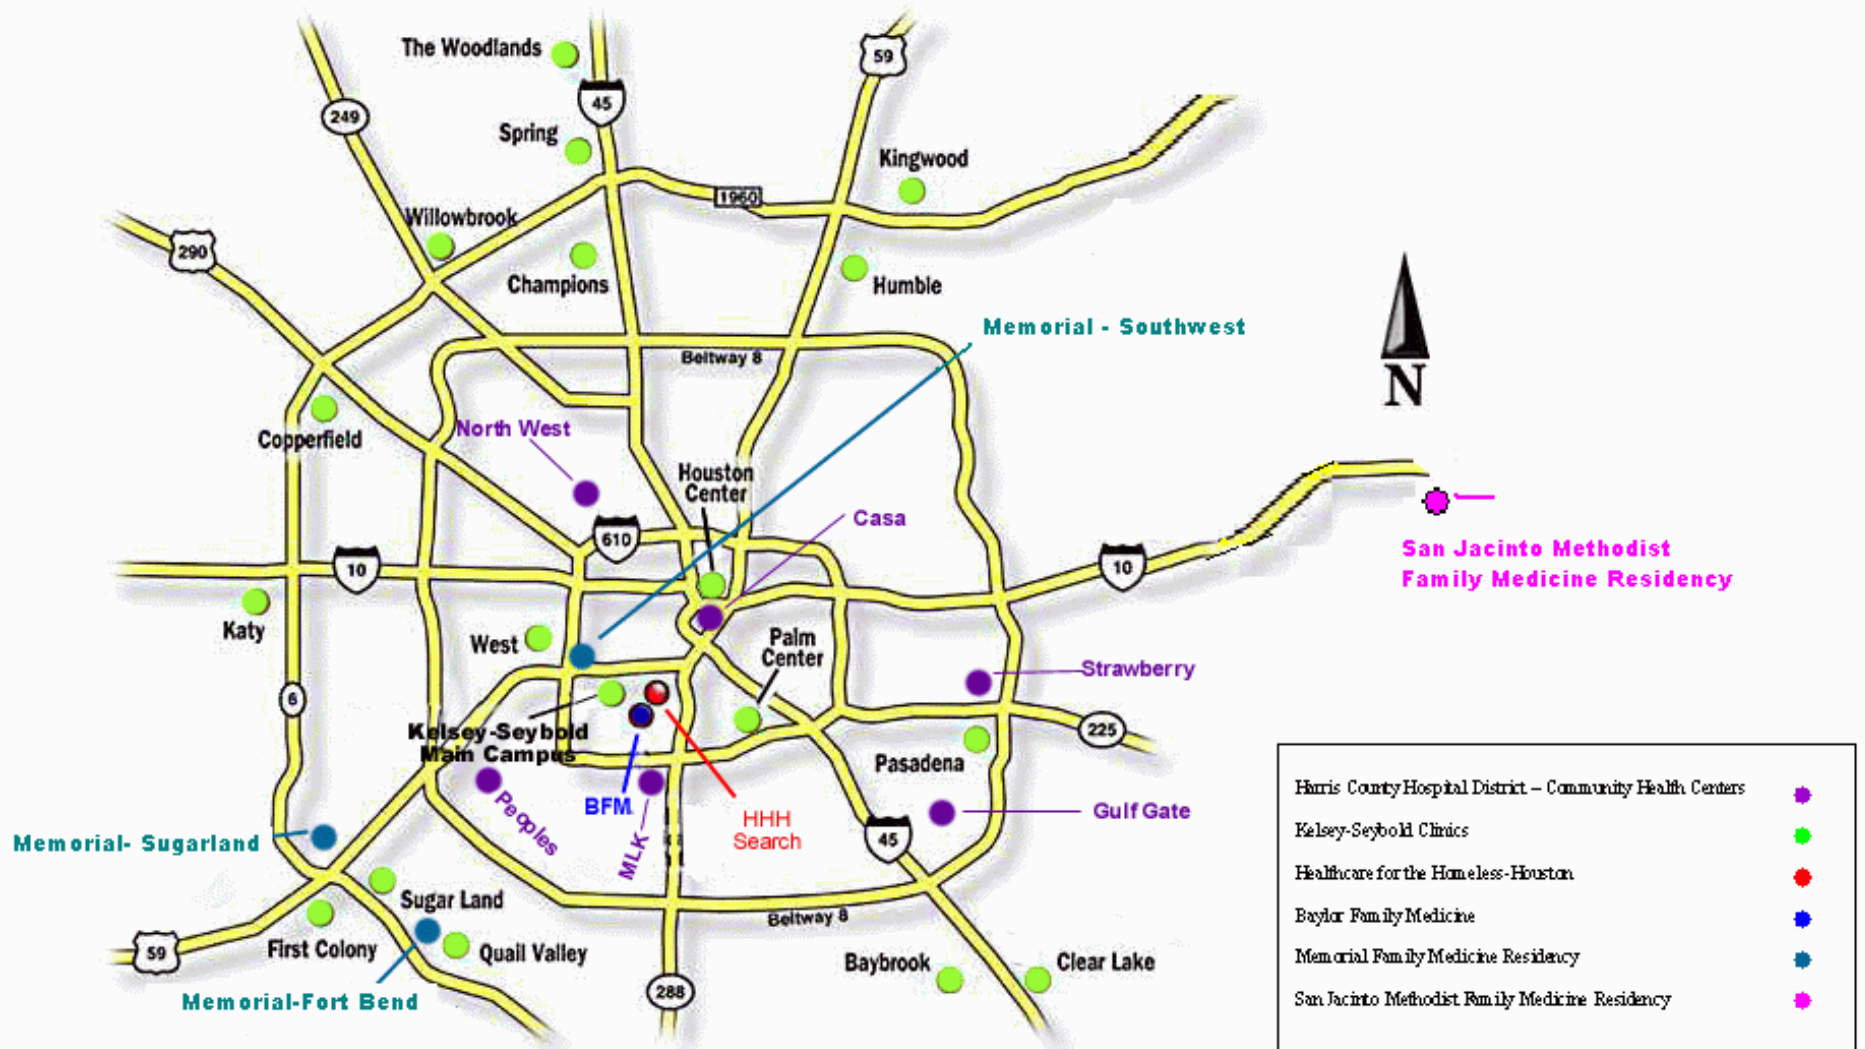 The Woodlands
59
45
249
Spring
Kingwood
1960
Willowbrook
290
Champions
Humble
Memorial - Southwest
Beltway 8
N
North West
Copperfield
Houston
Center
Casa
610
San Jacinto Methodist
Family Medicine Residency
10
10
Katy
West
Palm
Center
Strawberry
6
Kelsey-Seybold
Main Campus
225
Pasadena
Peoples
BFM
MLK
HHH
Search
Gulf Gate
45
Memorial- Sugarland
Sugar Land
Beltway 8
First Colony
59
Quail Valley
Baybrook
Clear Lake
Memorial-Fort Bend
288
Harris County Hospital District – Community Health Centers
Kelsey-Seybold Clinics
Healthcare for the Homeless-Houston
Baylor Family Medicine
Memorial Family Medicine Residency
San Jacinto Methodist Family Medicine Residency